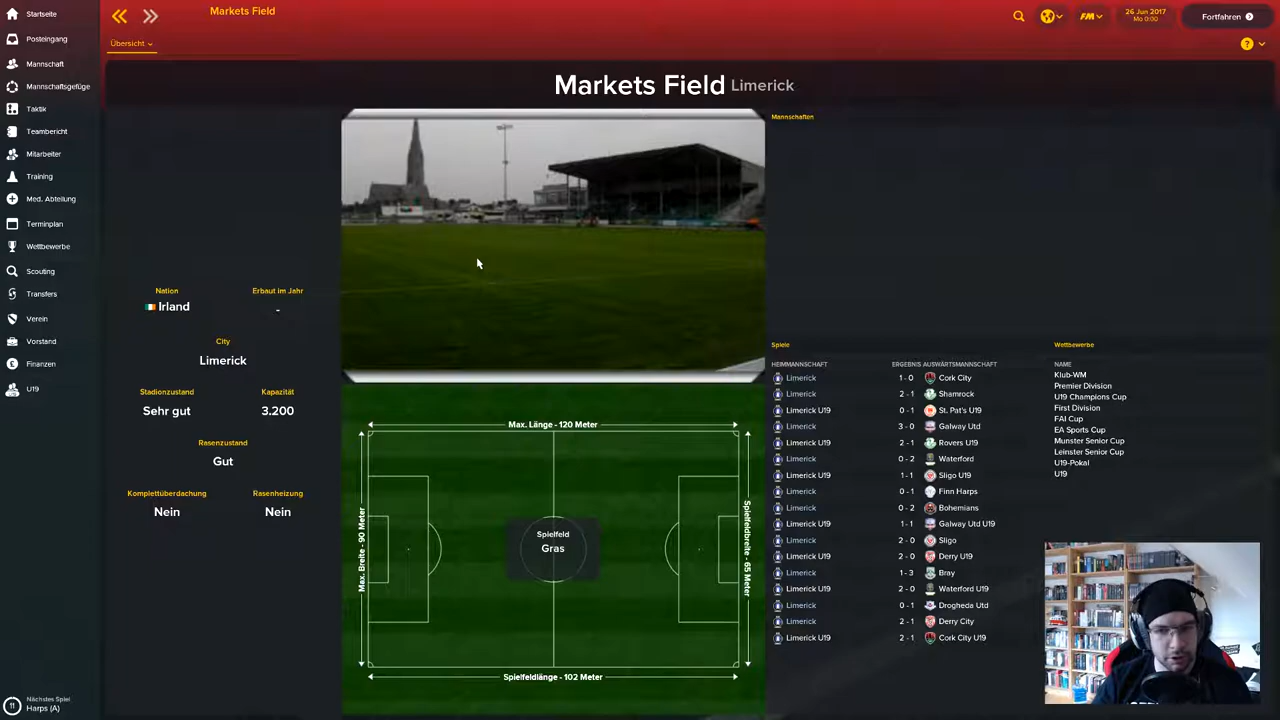 Startseite
Posteingang
Mannschaft
Mannschaftsgefüge
Taktik
Teambericht
Mitarbeiter
Training
Med. Abteilung
Terminplan
Wettbewerbe
Scouting
Transfers
Verein
Vorstand
Finanzen
U19
Nächstes Spiel
Harps (A)
Markets Field
FM
26 Jun 2017
Mo 0:00
Fortfahren
Übersicht
?
Markets Field Limerick
Nation
Irland
Erbaut im Jahr
-
City
Limerick
Stadionzustand
Sehr gut
Kapazität
3.200
Rasenzustand
Gut
Komplettüberdachung
Nein
Rasenheizung
Nein
Max. Länge - 120 Meter
Max. Breite - 90 Meter
Spielfeld
Gras
Spielfeldbreite - 65 Meter
Spielfeldlänge - 102 Meter
Mannschaften
Spiele
HEIMMANNSCHAFT ERGEBNIS AUSWÄRTSMANNSCHAFT
Limerick 1 - 0 Cork City
Limerick 2 - 1 Shamrock
Limerick U19 0 - 1 St. Pat's U19
Limerick 3 - 0 Galway Utd
Limerick U19 2 - 1 Rovers U19
Limerick 0 - 2 Waterford
Limerick U19 1 - 1 Sligo U19
Limerick 0 - 1 Finn Harps
Limerick 0 - 2 Bohemians
Limerick U19 1 - 1 Galway Utd U19
Limerick 2 - 0 Sligo
Limerick U19 2 - 0 Derry U19
Limerick 1 - 3 Bray
Limerick U19 2 - 0 Waterford U19
Limerick 0 - 1 Drogheda Utd
Limerick 2 - 1 Derry City
Limerick U19 2 - 1 Cork City U19
Wettbewerbe
NAME
Klub-WM
Premier Division
U19 Champions Cup
First Division
FAI Cup
EA Sports Cup
Munster Senior Cup
Leinster Senior Cup
U19-Pokal
U19